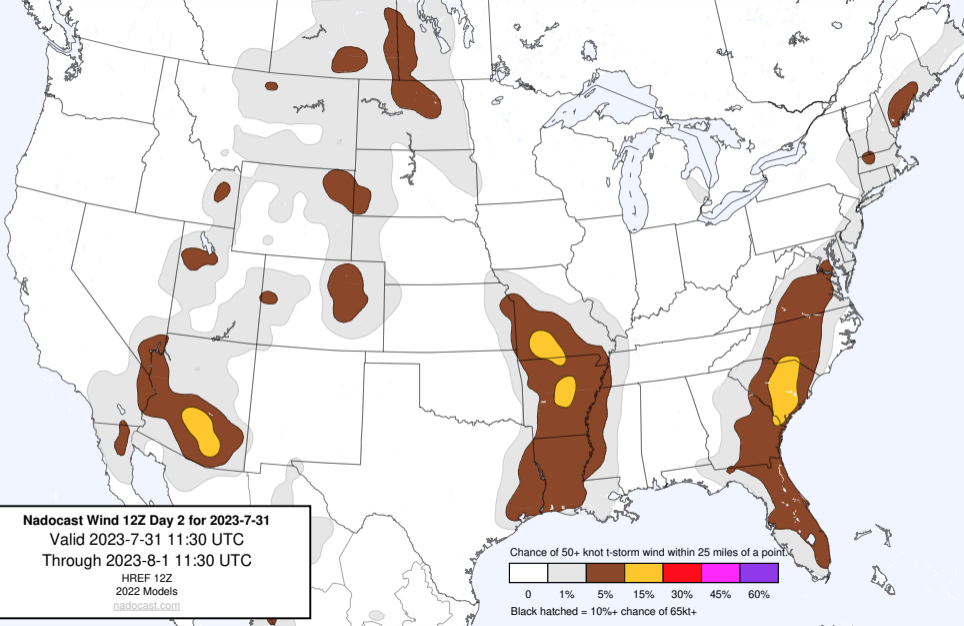 Nadocast Wind 12Z Day 2 for 2023-7-31
Valid 2023-7-31 11:30 UTC
Through 2023-8-1 11:30 UTC
HREF 12Z
2022 Models
nadocast.com
Chance of 50+ knot t-storm wind within 25 miles of a point.
0 1% 5% 15% 30% 45% 60%
Black hatched = 10%+ chance of 65kt+